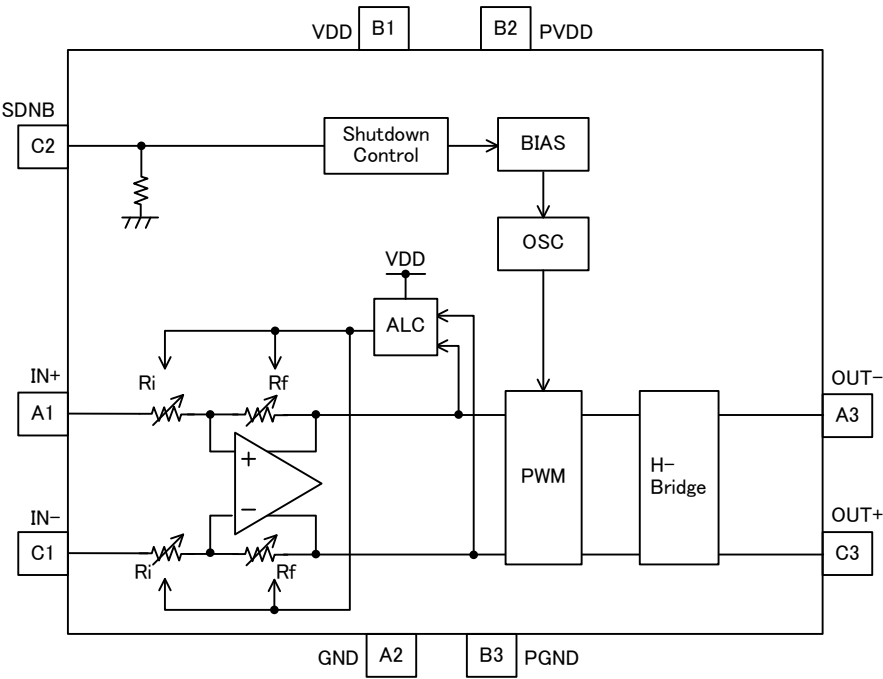 VDD B1 B2 PVDD
SDNB
C2
Shutdown
Control
BIAS
OSC
VDD
ALC
IN+
A1
Ri
Rf
OUT-
A3
+
PWM
H-
Bridge
−
IN-
C1
Ri
Rf
OUT+
C3
GND A2 B3 PGND